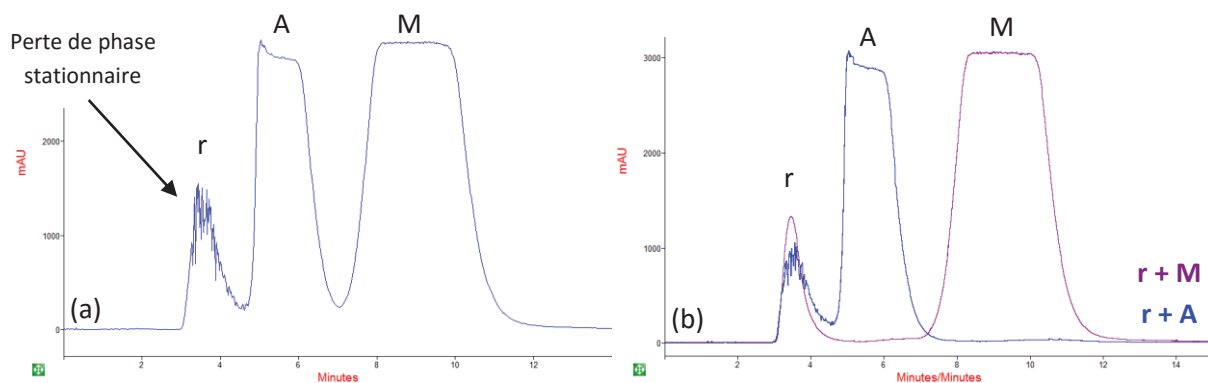 Perte de phase
stationnaire
r
A
M
mAU
2000
1000
0
2
4
6
8
10
12
Minutes
(a)
r
A
M
mAU
3000
2000
1000
0
2
4
6
8
10
12
14
Minutes/Minutes
(b)
r + M
r + A